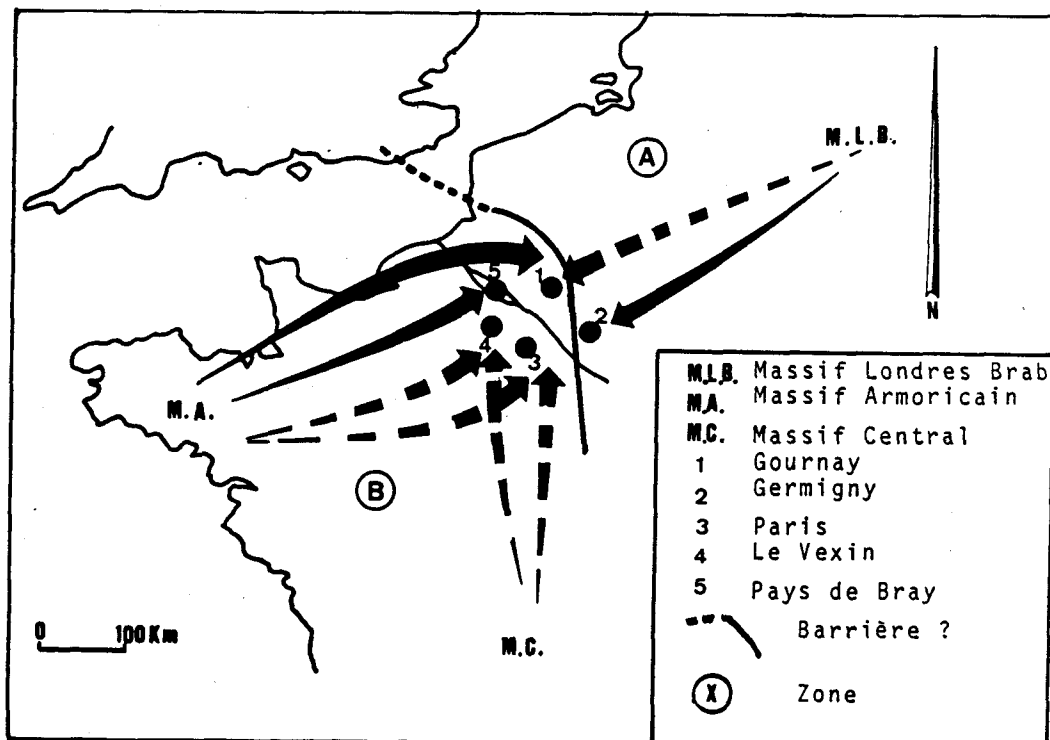 A
M.L.B.
5
1
2
4
3
N
M.A.
B
M.C.
0 100Km
M.L.B. Massif Londres Brab
M.A. Massif Armoricain
M.C. Massif Central
1 Gournay
2 Germigny
3 Paris
4 Le Vexin
5 Pays de Bray
Barrière ?
X Zone